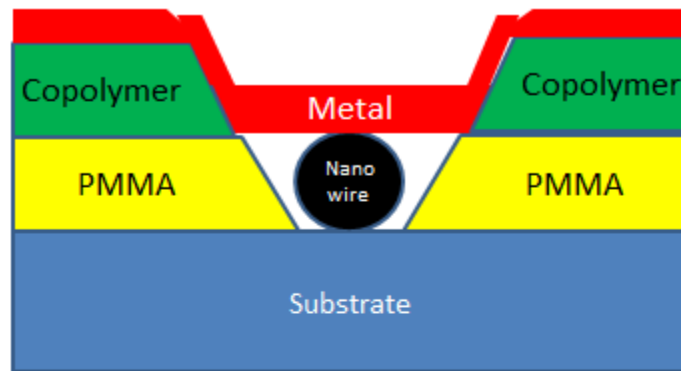 Copolymer
Copolymer
Metal
PMMA
Nano
wire
PMMA
Substrate